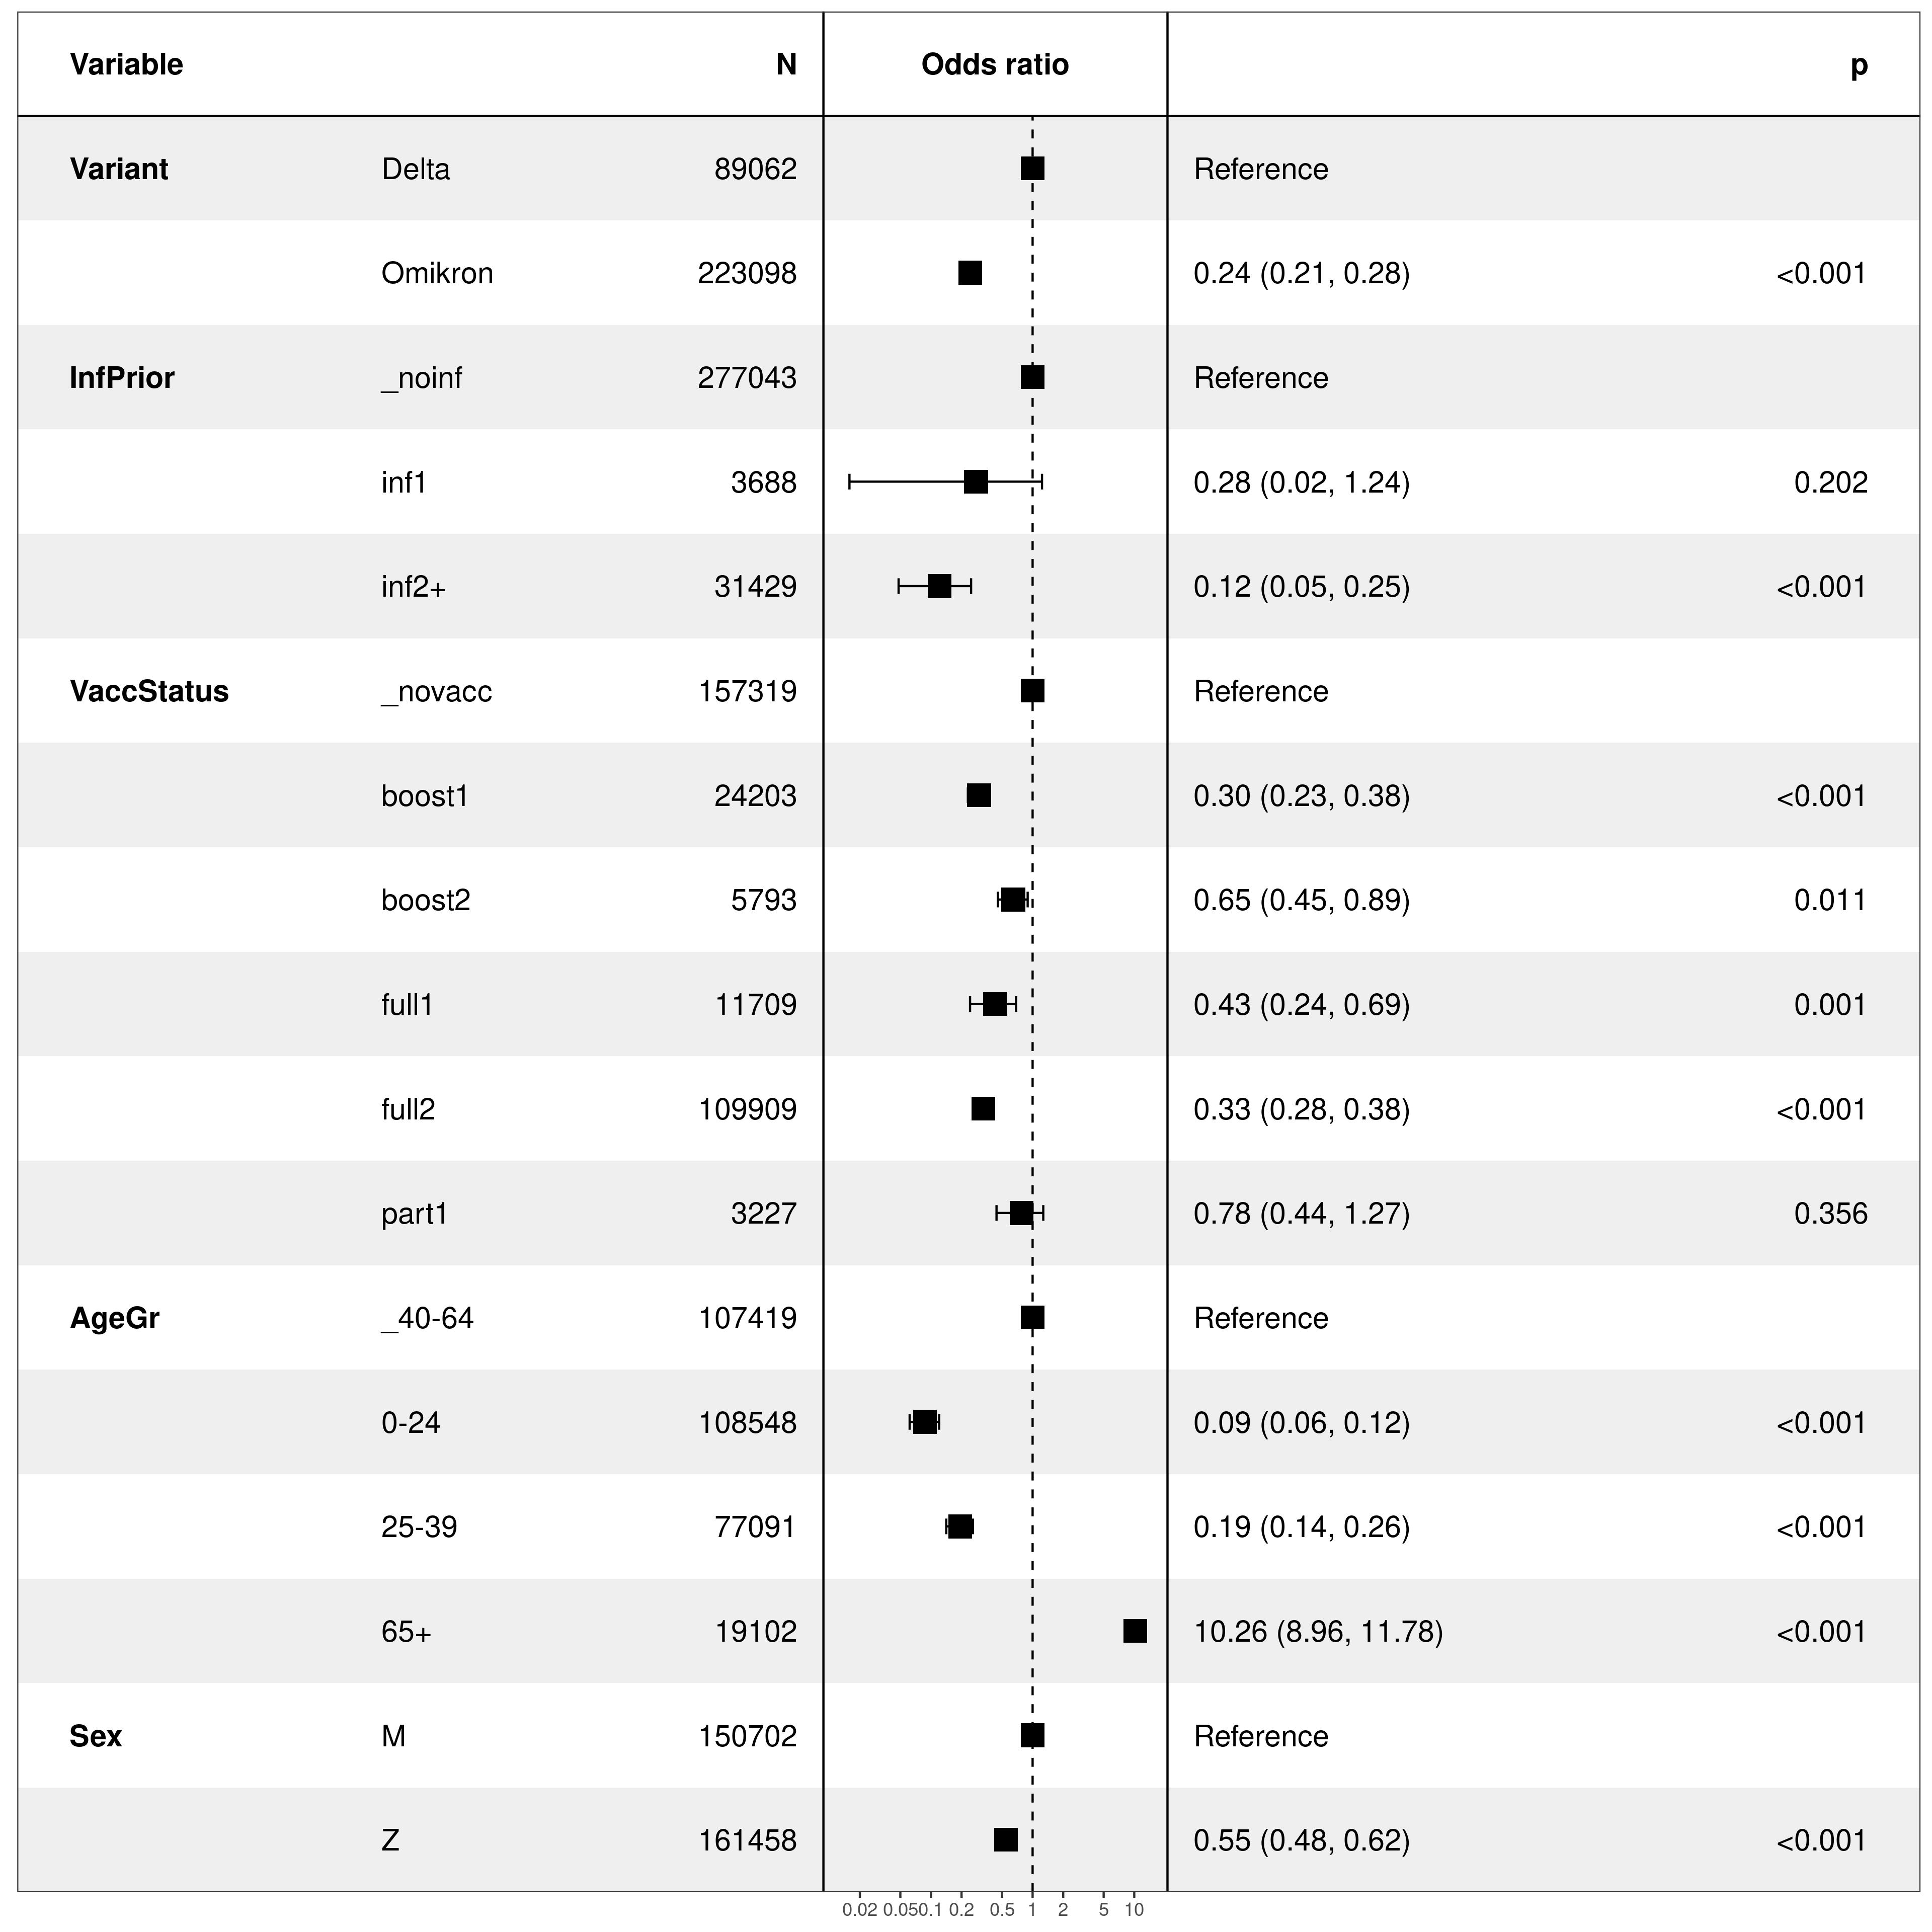 Variable N Odds ratio p
Variant Delta 89062 Reference
Omikron 223098 0.24 (0.21, 0.28) <0.001
InfPrior _noinf 277043 Reference
inf1 3688 0.28 (0.02, 1.24) 0.202
inf2+ 31429 0.12 (0.05, 0.25) <0.001
VaccStatus _novacc 157319 Reference
boost1 24203 0.30 (0.23, 0.38) <0.001
boost2 5793 0.65 (0.45, 0.89) 0.011
full1 11709 0.43 (0.24, 0.69) 0.001
full2 109909 0.33 (0.28, 0.38) <0.001
part1 3227 0.78 (0.44, 1.27) 0.356
AgeGr _40-64 107419 Reference
0-24 108548 0.09 (0.06, 0.12) <0.001
25-39 77091 0.19 (0.14, 0.26) <0.001
65+ 19102 10.26 (8.96, 11.78) <0.001
Sex M 150702 Reference
Z 161458 0.55 (0.48, 0.62) <0.001
0.02 0.05 0.1 0.2 0.5 1 2 5 10